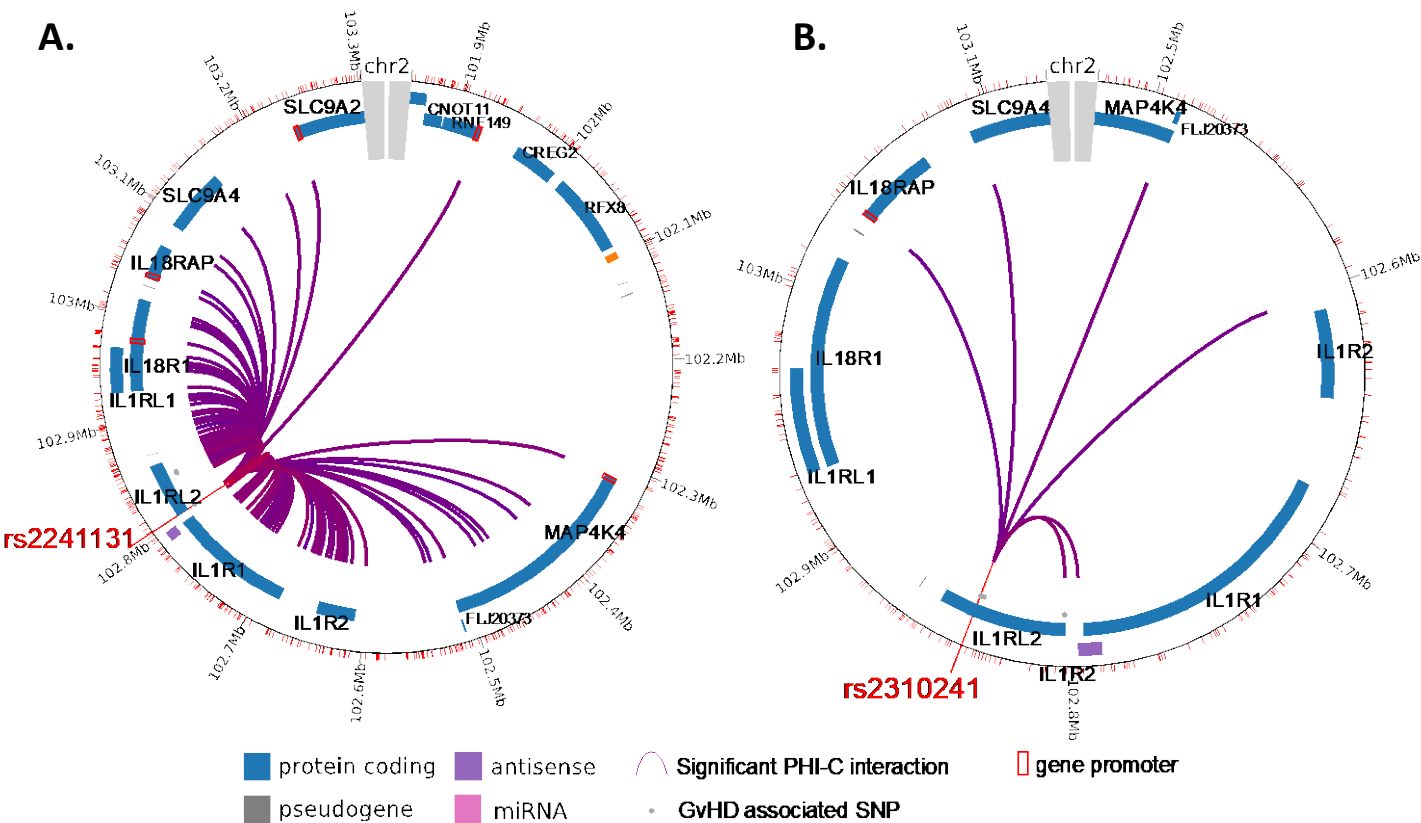 A.
chr2
103.3Mb
101.9Mb
103.2Mb
SLC9A2
CNOT11
RNF149
102Mb
CREG2
103.1Mb
SLC9A4
RFX8
102.1Mb
IL18RAP
103Mb
102.2Mb
IL18R1
IL1RL1
102.9Mb
IL1RL2
102.3Mb
rs2241131
102.8Mb
MAP4K4
IL1R1
102.4Mb
IL1R2
FLJ20373
102.7Mb
102.5Mb
102.6Mb
B.
chr2
103.1Mb
102.5Mb
SLC9A4
MAP4K4
FLJ20373
IL18RAP
103Mb
102.6Mb
IL18R1
IL1R2
IL1RL1
102.7Mb
102.9Mb
IL1R1
IL1RL2
IL1R2
rs2310241
102.8Mb
protein coding
antisense
Significant PHI-C interaction
gene promoter
pseudogene
miRNA
GvHD associated SNP